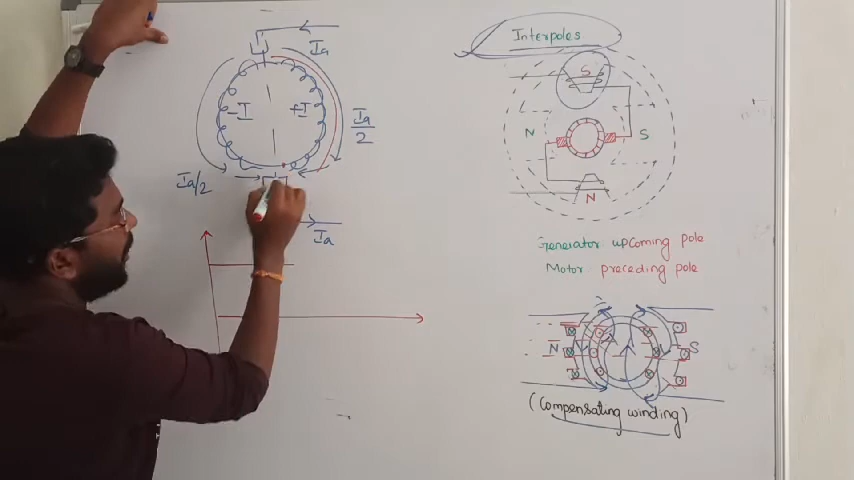 Ia
-I
+I
Ia/2
Ia/2
Ia
Interpoles
S
N
S
N
Generator upcoming pole
Motor preceding pole
N
S
(Compensating winding)